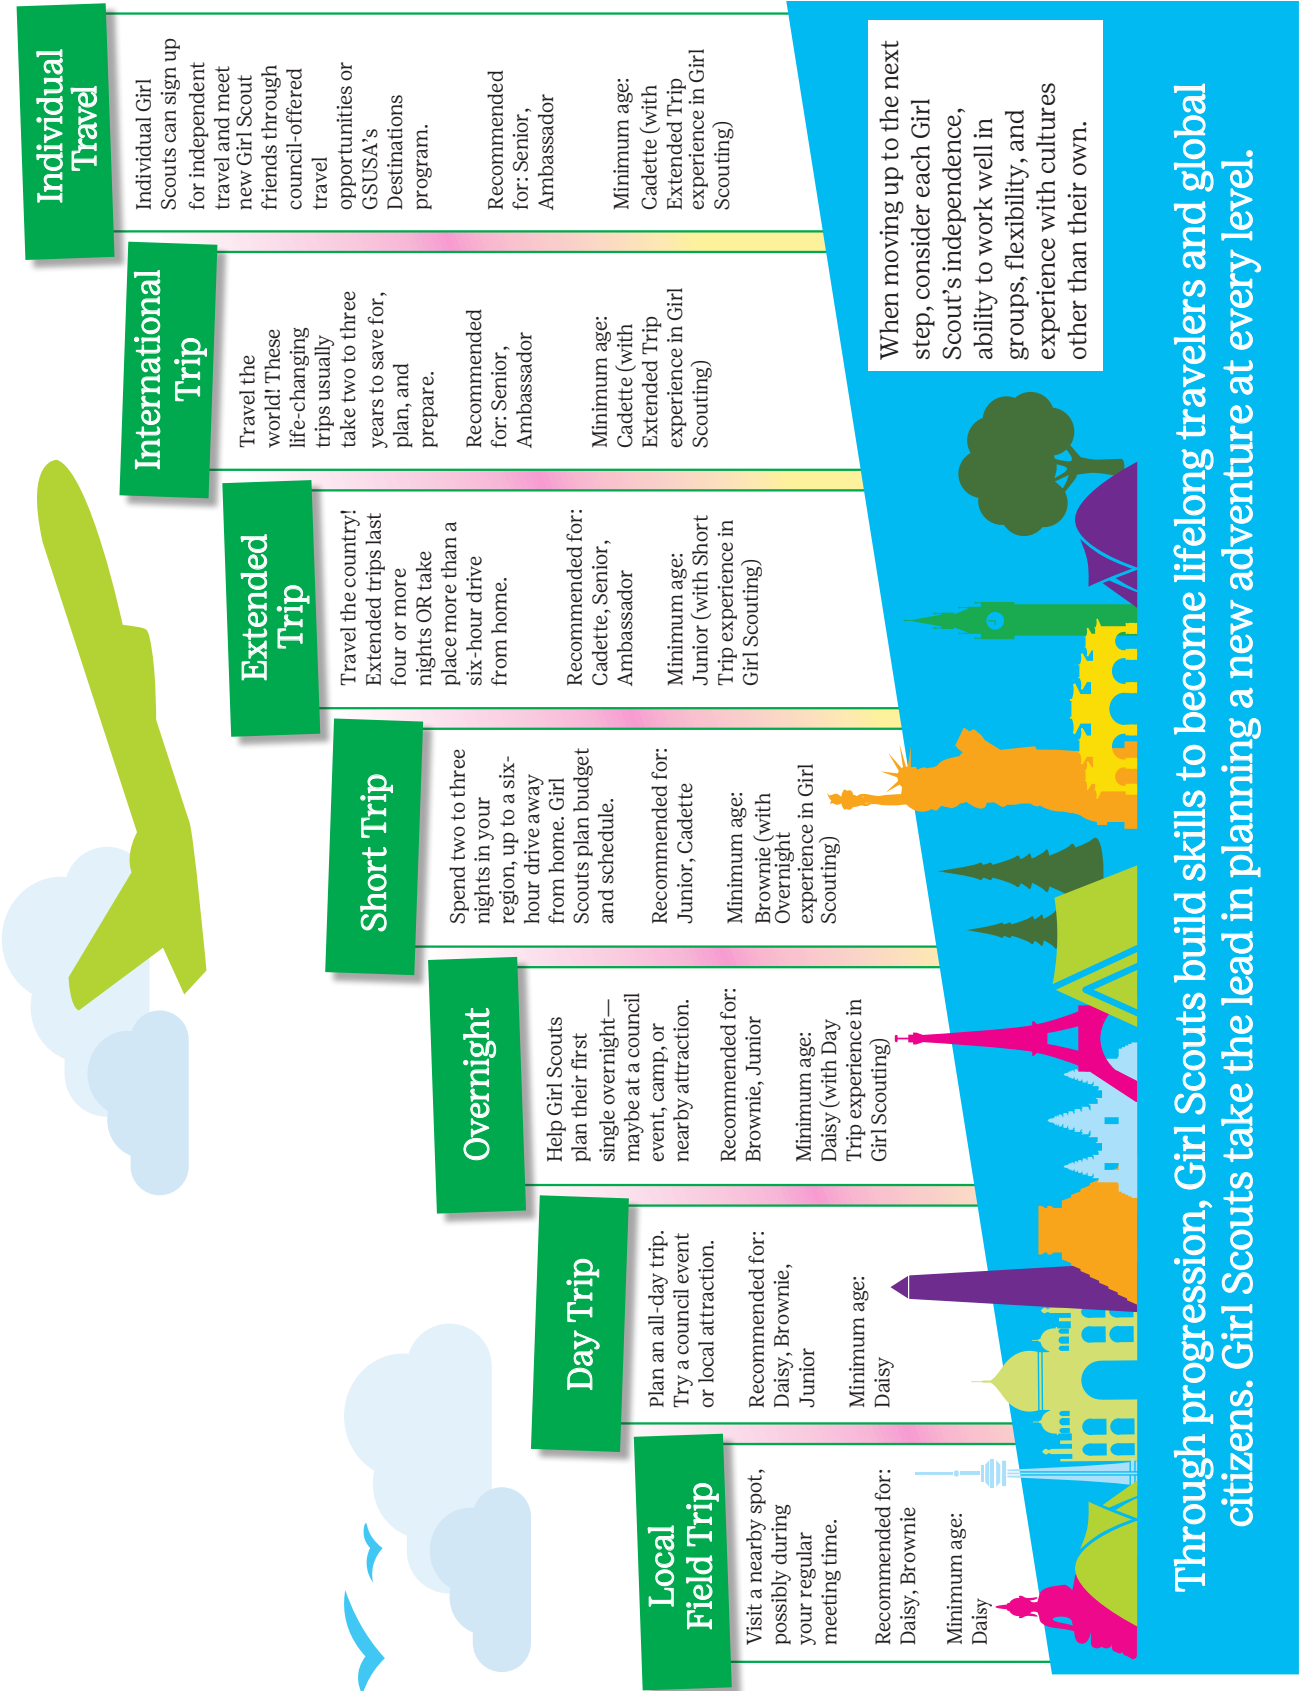 Local
Field Trip
Visit a nearby spot,
possibly during
your regular
meeting time.
Recommended for:
Daisy, Brownie
Minimum age:
Daisy
Day Trip
Plan an all-day trip.
Try a council event
or local attraction.
Recommended for:
Daisy, Brownie,
Junior
Minimum age:
Daisy
Overnight
Help Girl Scouts
plan their first
single overnight—
maybe at a council
event, camp, or
nearby attraction.
Recommended for:
Brownie, Junior
Minimum age:
Daisy (with Day
Trip experience in
Girl Scouting)
Short Trip
Spend two to three
nights in your
region, up to a six-
hour drive away
from home. Girl
Scouts plan budget
and schedule.
Recommended for:
Junior, Cadette
Minimum age:
Brownie (with
Overnight
experience in Girl
Scouting)
Extended
Trip
Travel the country!
Extended trips last
four or more
nights OR take
place more than a
six-hour drive
from home.
Recommended for:
Cadette, Senior,
Ambassador
Minimum age:
Junior (with Short
Trip experience in
Girl Scouting)
International
Trip
Travel the
world! These
life-changing
trips usually
take two to three
years to save for,
plan, and
prepare.
Recommended
for: Senior,
Ambassador
Minimum age:
Cadette (with
Extended Trip
experience in Girl
Scouting)
Individual
Travel
Individual Girl
Scouts can sign up
for independent
travel and meet
new Girl Scout
friends through
council-offered
travel
opportunities or
GSUSA's
Destinations
program.
Recommended
for: Senior,
Ambassador
Minimum age:
Cadette (with
Extended Trip
experience in Girl
Scouting)
When moving up to the next
step, consider each Girl
Scout's independence,
ability to work well in
groups, flexibility, and
experience with cultures
other than their own.
Through progression, Girl Scouts build skills to become lifelong travelers and global
citizens. Girl Scouts take the lead in planning a new adventure at every level.